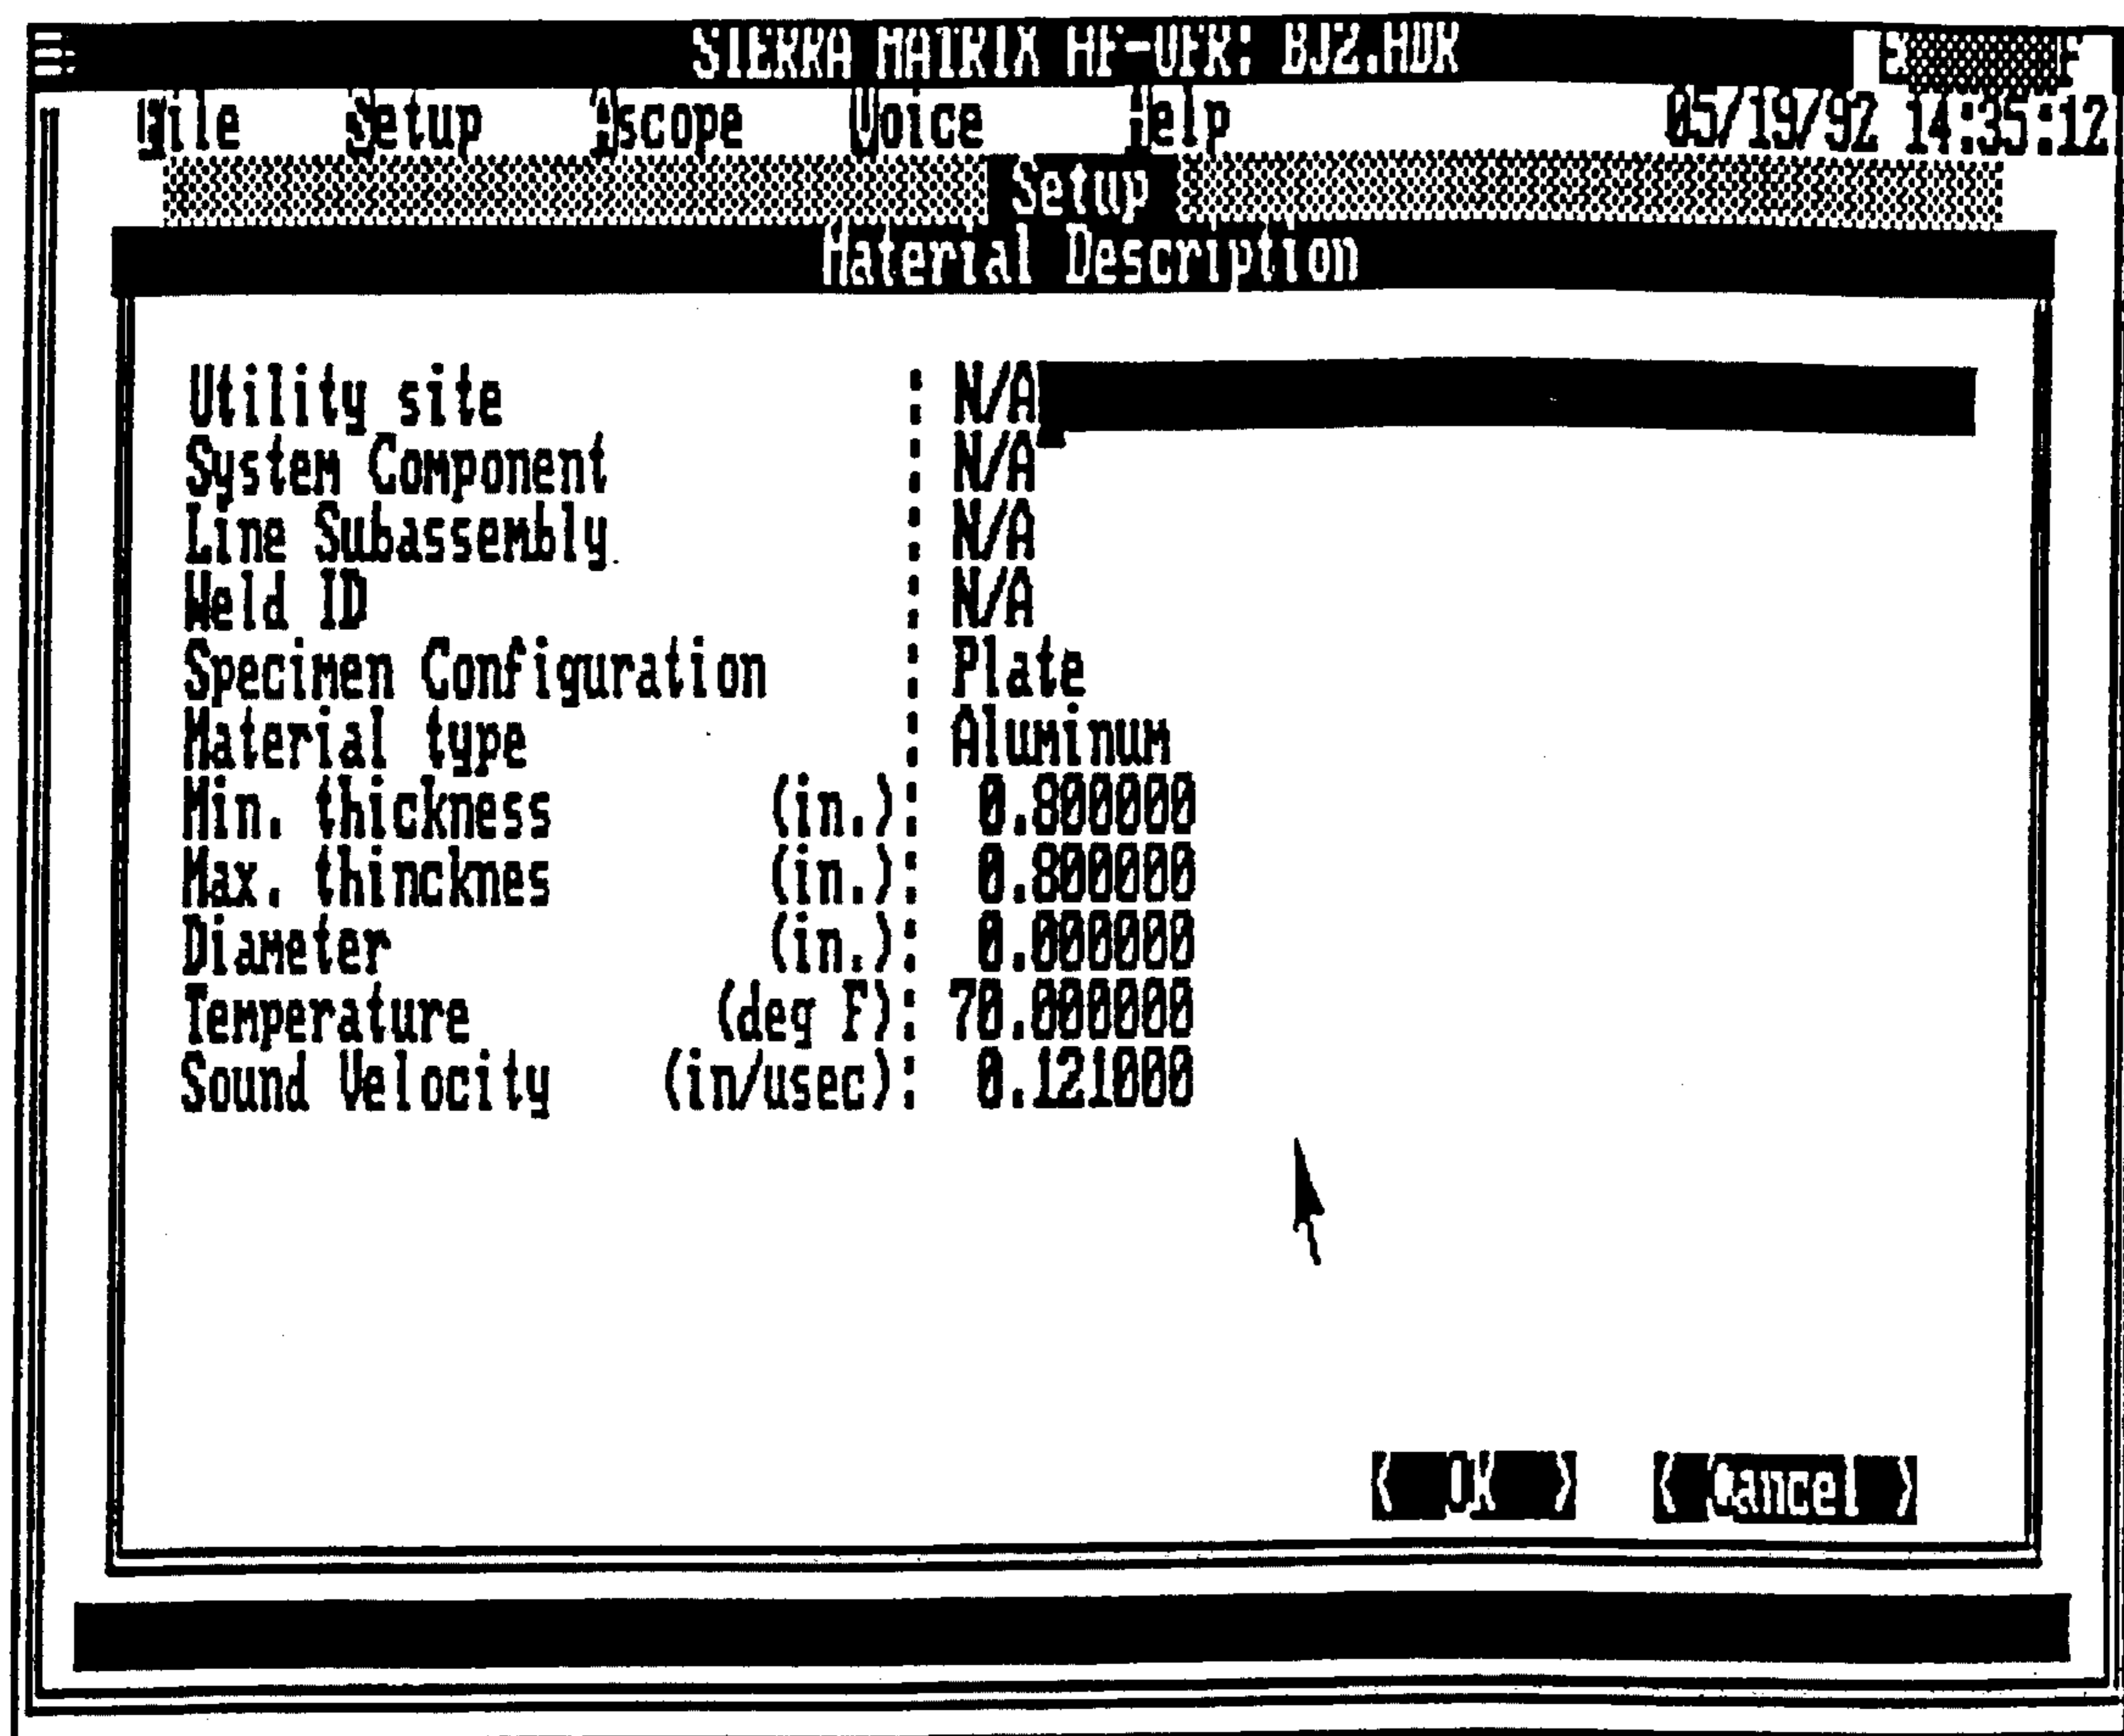 SIERRA MATRIX HF-VFR: BJ2.HDR
File Setup Ascope Voice Help 05/19/92 14:35:12
Setup
Material Description
Utility site : N/A
System Component : N/A
Line Subassembly : N/A
Weld ID : N/A
Specimen Configuration : Plate
Material type : Aluminum
Min. thickness (in.): 0.800000
Max. thincknes (in.): 0.800000
Diameter (in.): 0.000000
Temperature (deg F): 70.000000
Sound Velocity (in/usec): 0.121000
< OK > < Cancel >